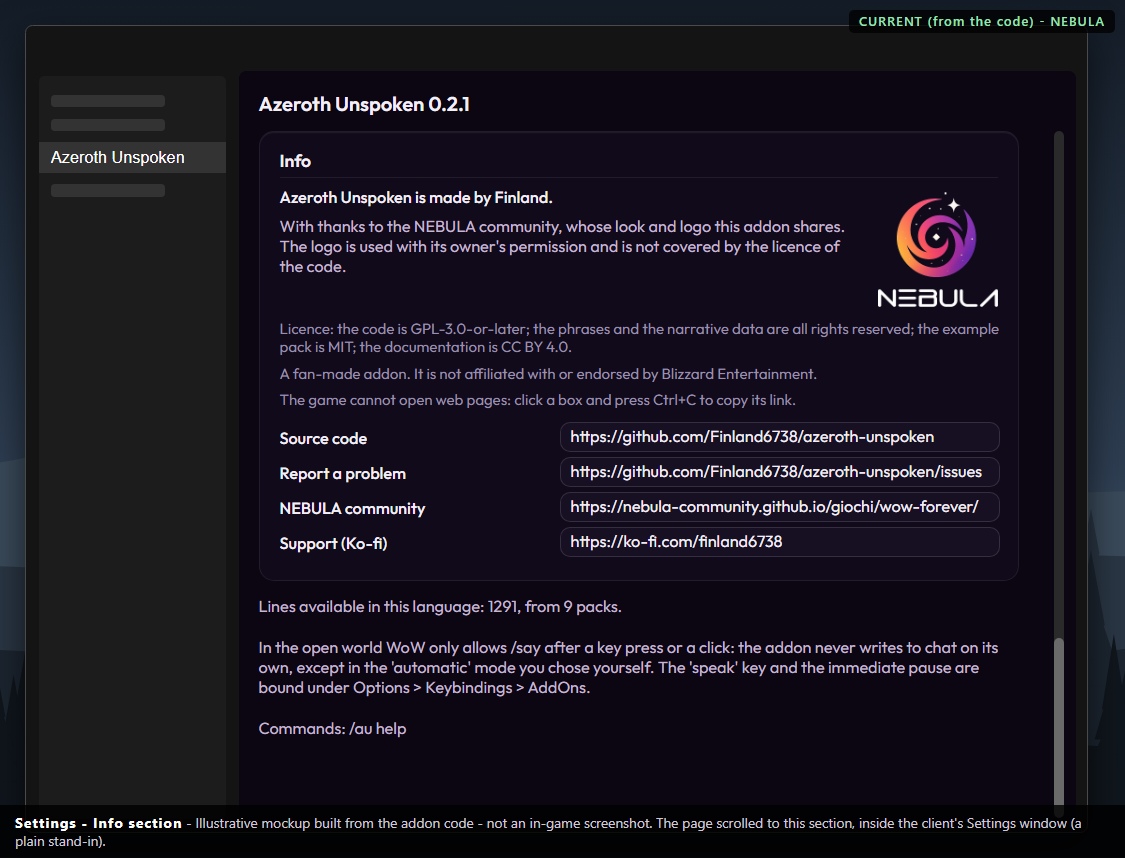 CURRENT (from the code) - NEBULA
Azeroth Unspoken
Azeroth Unspoken 0.2.1
Info
Azeroth Unspoken is made by Finland.
With thanks to the NEBULA community, whose look and logo this addon shares.
The logo is used with its owner's permission and is not covered by the licence of
the code.
NEBULA
Licence: the code is GPL-3.0-or-later; the phrases and the narrative data are all rights reserved; the example
pack is MIT; the documentation is CC BY 4.0.
A fan-made addon. It is not affiliated with or endorsed by Blizzard Entertainment.
The game cannot open web pages: click a box and press Ctrl+C to copy its link.
Source code https://github.com/Finland6738/azeroth-unspoken
Report a problem https://github.com/Finland6738/azeroth-unspoken/issues
NEBULA community https://nebula-community.github.io/giochi/wow-forever/
Support (Ko-fi) https://ko-fi.com/finland6738
Lines available in this language: 1291, from 9 packs.
In the open world WoW only allows /say after a key press or a click: the addon never writes to chat on its
own, except in the 'automatic' mode you chose yourself. The 'speak' key and the immediate pause are
bound under Options > Keybindings > AddOns.
Commands: /au help
Settings - Info section - Illustrative mockup built from the addon code - not an in-game screenshot. The page scrolled to this section, inside the client's Settings window (a
plain stand-in).